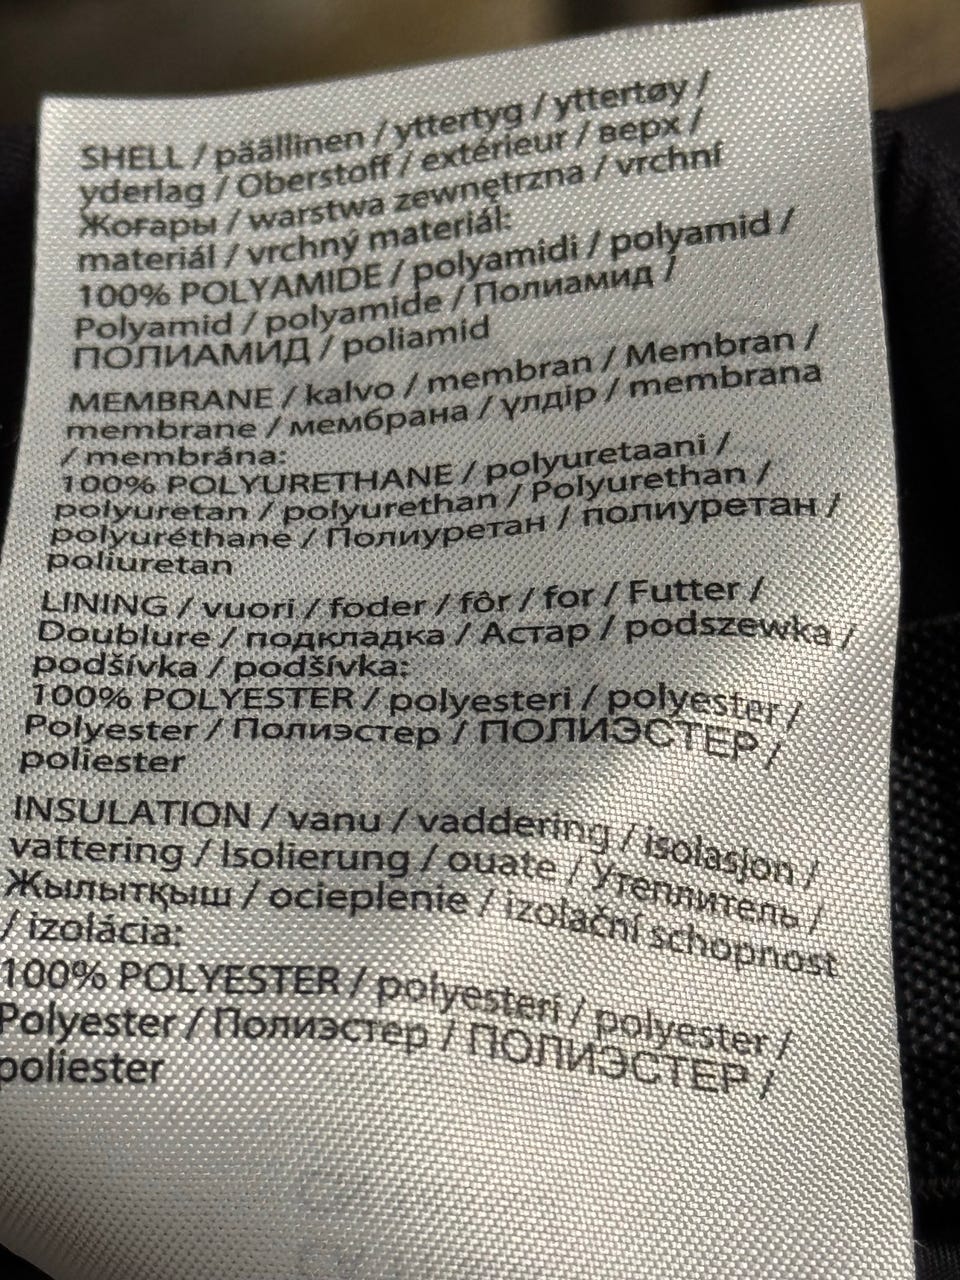 SHELL / päällinen / yttertyg / yttertøy /
yderlag / Oberstoff / extérieur / верх /
Жоғары / warstwa zewnętrzna / vrchní
materiál / vrchný materiál:
100% POLYAMIDE / polyamidi / polyamid /
Polyamid / polyamide / Полиамид /
ПОЛИАМИД / poliamid
MEMBRANE / kalvo / membran / Membran /
membrane / мембрана / үлдір / membrana
/ membrána:
100% POLYURETHANE / polyuretaani /
polyuretan / polyurethan / Polyurethan /
polyuréthane / Полиуретан / полиуретан /
poliuretan
LINING / vuori / foder / fôr / for / Futter /
Doublure / подкладка / Астар / podszewka /
podšívka / podšívka:
100% POLYESTER / polyesteri / polyester /
Polyester / Полиэстер / ПОЛИЭСТЕР /
poliester
INSULATION / vanu / vaddering / isolasjon /
vattering / Isolierung / ouate / Утеплитель /
Жылытқыш / ocieplenie / izolační schopnost
/ izolácia:
100% POLYESTER / polyesteri / polyester /
Polyester / Полиэстер / ПОЛИЭСТЕР /
poliester